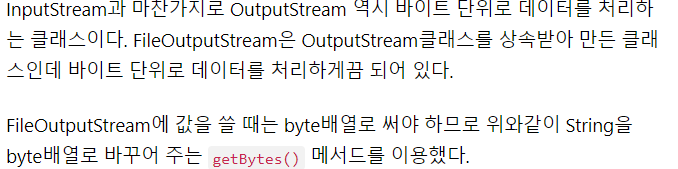 InputStream과 마찬가지로 OutputStream 역시 바이트 단위로 데이터를 처리하
는 클래스이다. FileOutputStream은 OutputStream클래스를 상속받아 만든 클래
스인데 바이트 단위로 데이터를 처리하게끔 되어 있다.
FileOutputStream에 값을 쓸 때는 byte배열로 써야 하므로 위와같이 String을
byte배열로 바꾸어 주는 getBytes() 메서드를 이용했다.